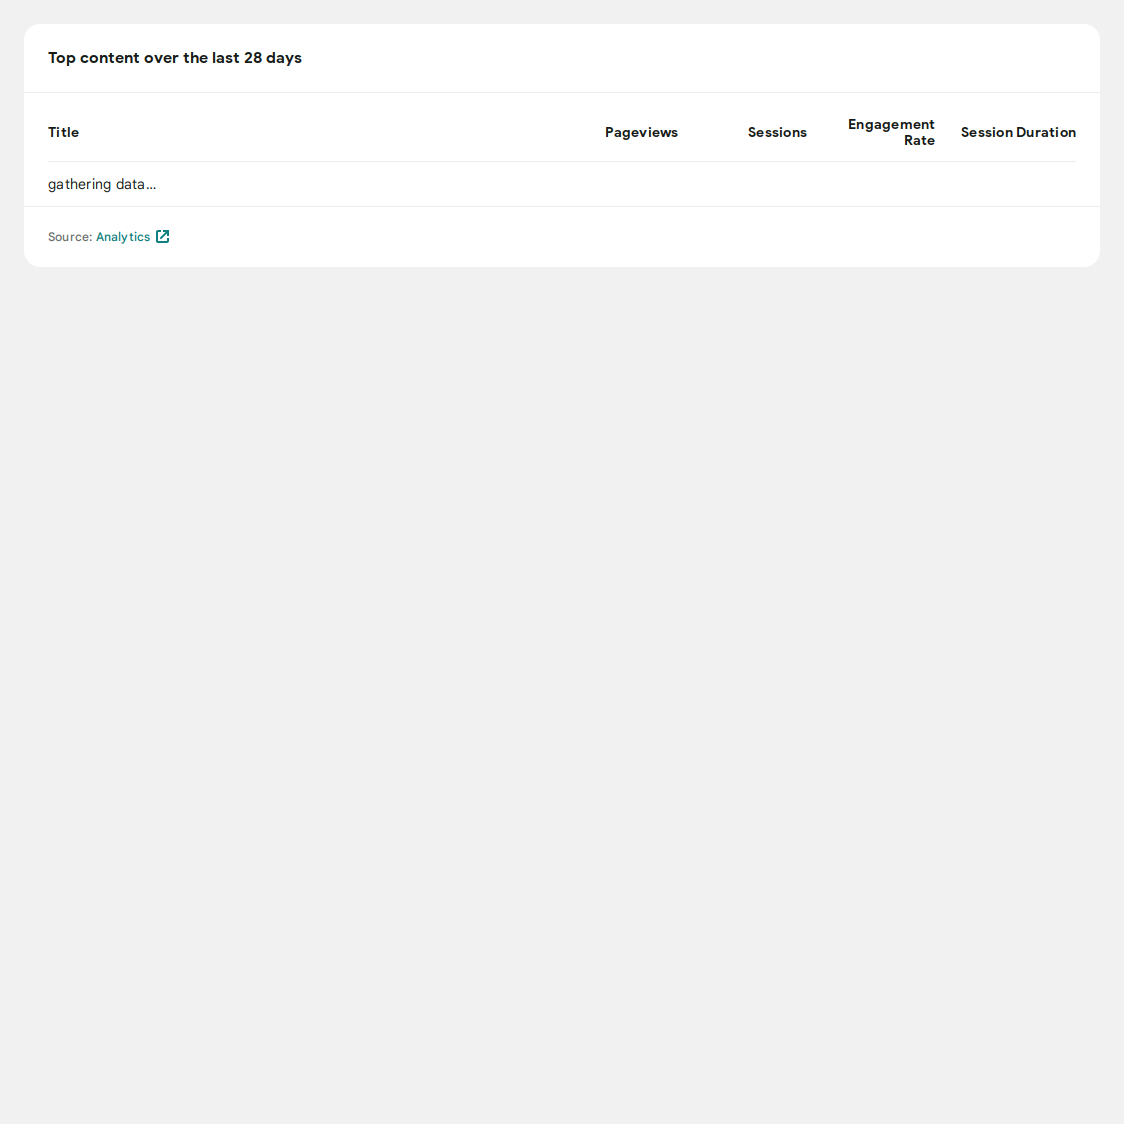 Top content over the last 28 days
Title Pageviews Sessions Engagement Rate Session Duration
gathering data...
Source: Analytics